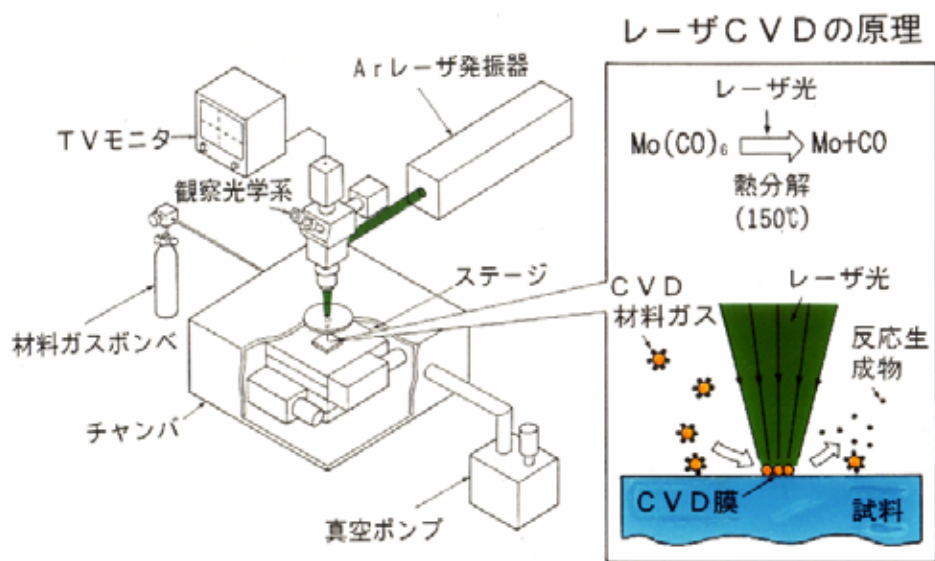 レーザCVDの原理
Arレーザ発振器
TVモニタ
観察光学系
材料ガスボンベ
チャンバ
ステージ
真空ポンプ
レーザ光
Mo(CO)₆ Mo+CO
熱分解
(150℃)
CVD
材料ガス
レーザ光
反応生
成物
CVD膜
試料